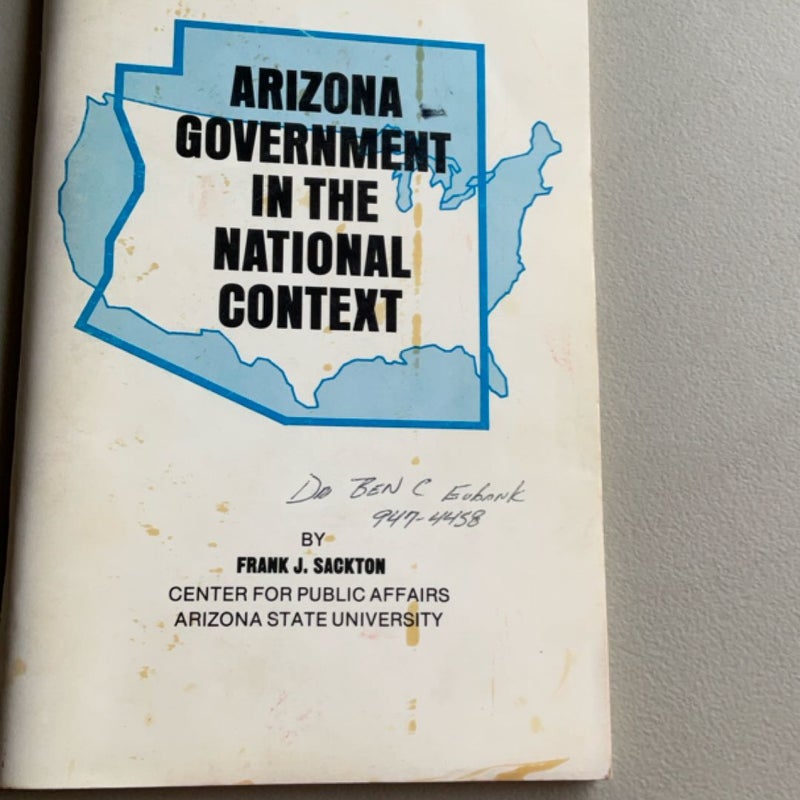 ARIZONA
GOVERNMENT
IN THE
NATIONAL
CONTEXT
DR BEN C Eubank
947-4458
BY
FRANK J. SACKTON
CENTER FOR PUBLIC AFFAIRS
ARIZONA STATE UNIVERSITY